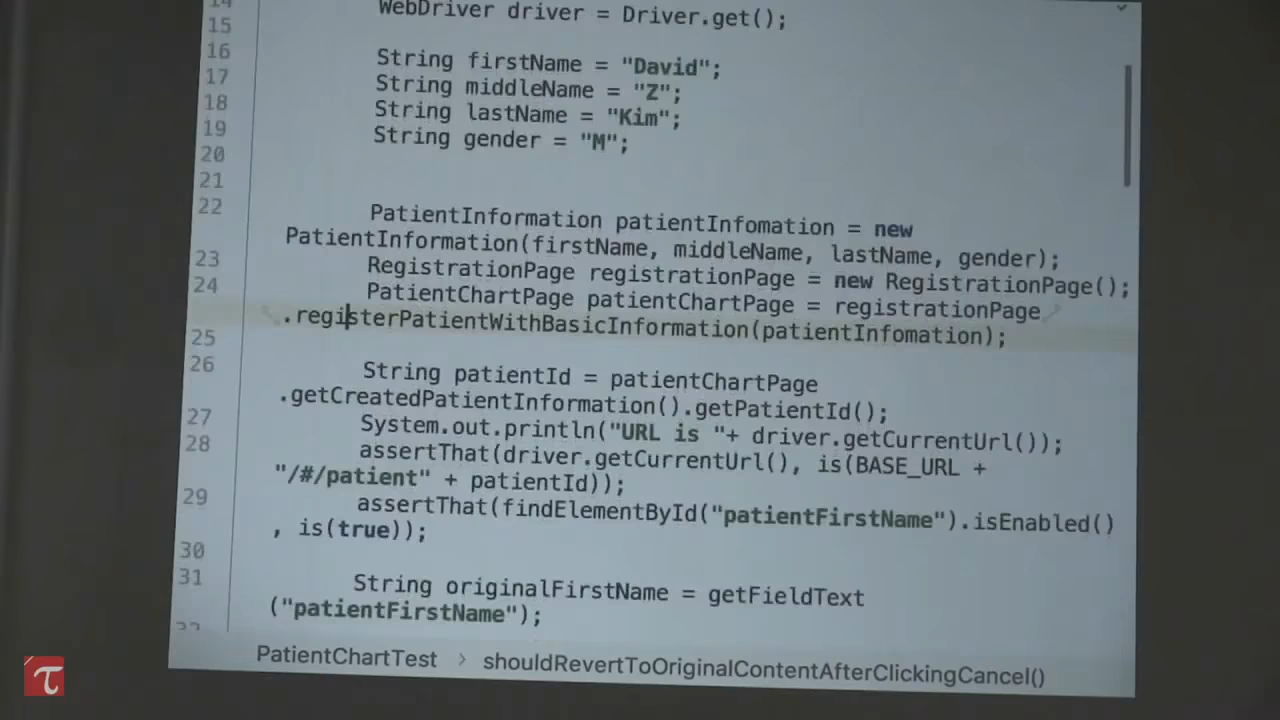 14
WebDriver driver = Driver.get();
15
16 String firstName = "David";
17 String middleName = "Z";
18 String lastName = "Kim";
19 String gender = "M";
20
21
22 PatientInformation patientInfomation = new
PatientInformation(firstName, middleName, lastName, gender);
23 RegistrationPage registrationPage = new RegistrationPage();
24 PatientChartPage patientChartPage = registrationPage
.registerPatientWithBasicInformation(patientInfomation);
25
26 String patientId = patientChartPage
.getCreatedPatientInformation().getPatientId();
27 System.out.println("URL is "+ driver.getCurrentUrl());
28 assertThat(driver.getCurrentUrl(), is(BASE_URL +
"/#/patient" + patientId));
29 assertThat(findElementById("patientFirstName").isEnabled()
, is(true));
30
31 String originalFirstName = getFieldText
("patientFirstName");
32
PatientChartTest > shouldRevertToOriginalContentAfterClickingCancel()
τ